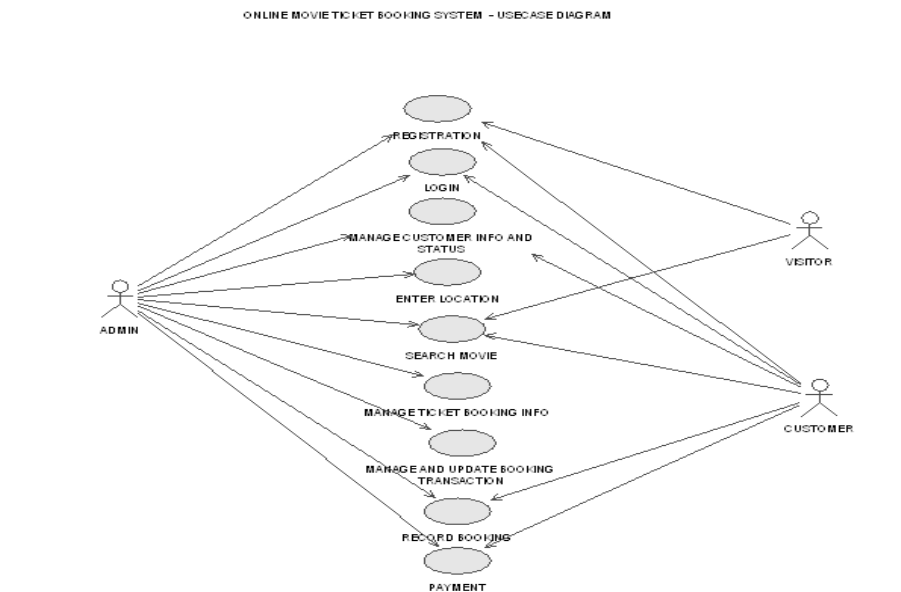 ONLINE MOVIE TICKET BOOKING SYSTEM - USECASE DIAGRAM
REGISTRATION
LOGIN
MANAGE CUSTOMER INFO AND
STATUS
VISITOR
ENTER LOCATION
ADMIN
SEARCH MOVIE
MANAGE TICKET BOOKING INFO
CUSTOMER
MANAGE AND UPDATE BOOKING
TRANSACTION
RECORD BOOKING
PAYMENT